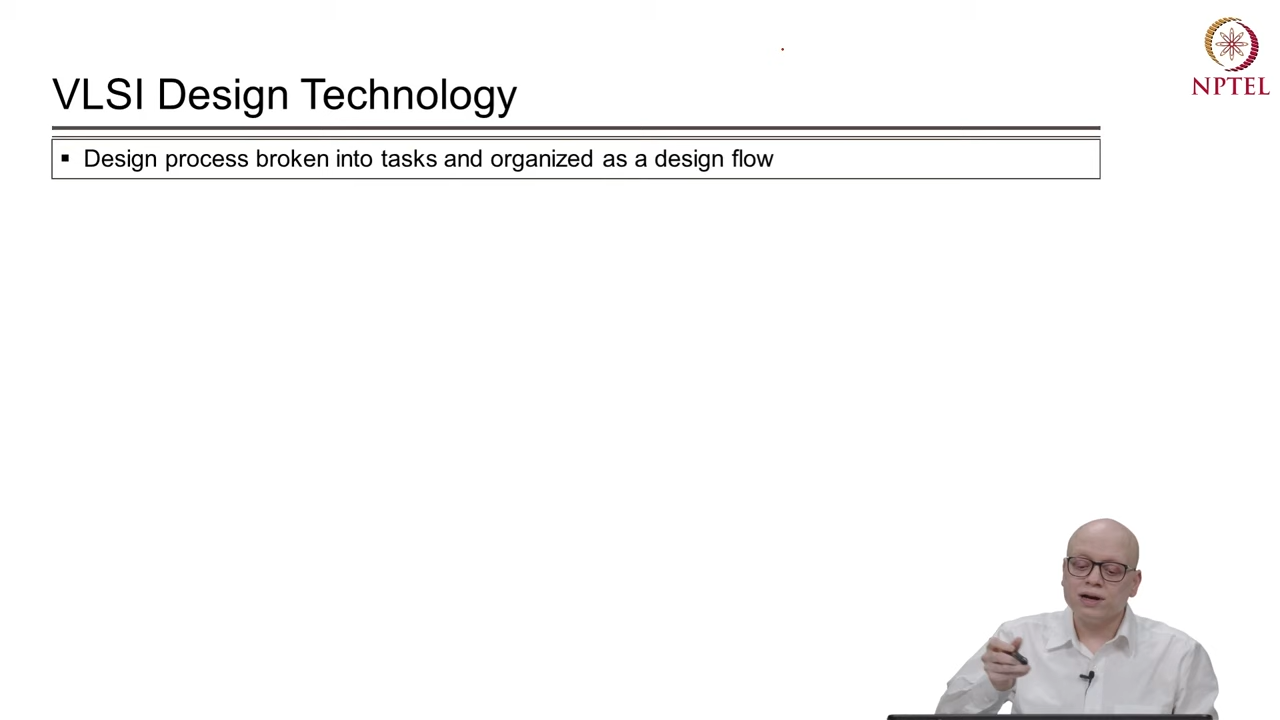 NPTEL
VLSI Design Technology
▪ Design process broken into tasks and organized as a design flow